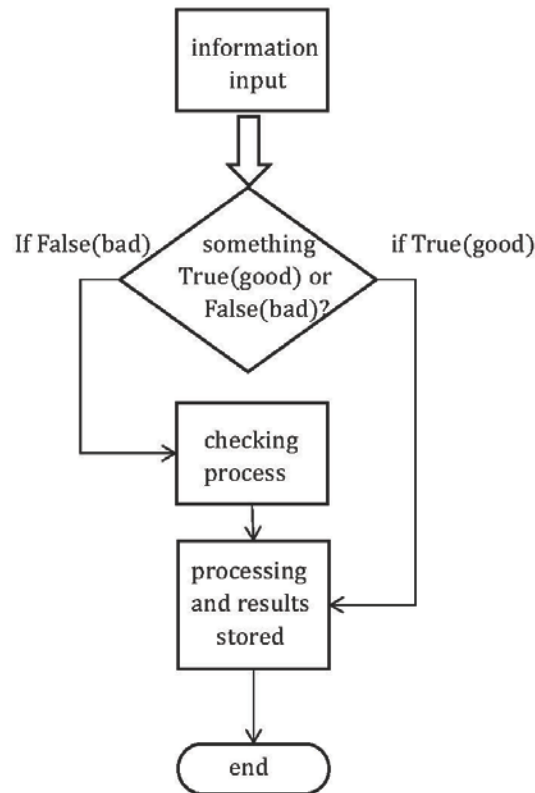 information
input
If False(bad)
something
True(good) or
False(bad)?
if True(good)
checking
process
processing
and results
stored
end